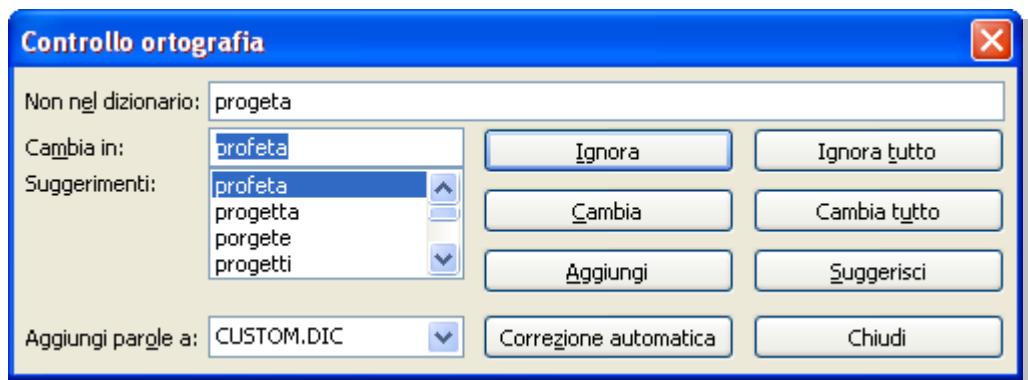 Controllo ortografia
Non nel dizionario: progeta
Cambia in: profeta Ignora Ignora tutto
Suggerimenti: profeta
progetta Cambia Cambia tutto
porgete
progetti Aggiungi Suggerisci
Aggiungi parole a: CUSTOM.DIC Correzione automatica Chiudi